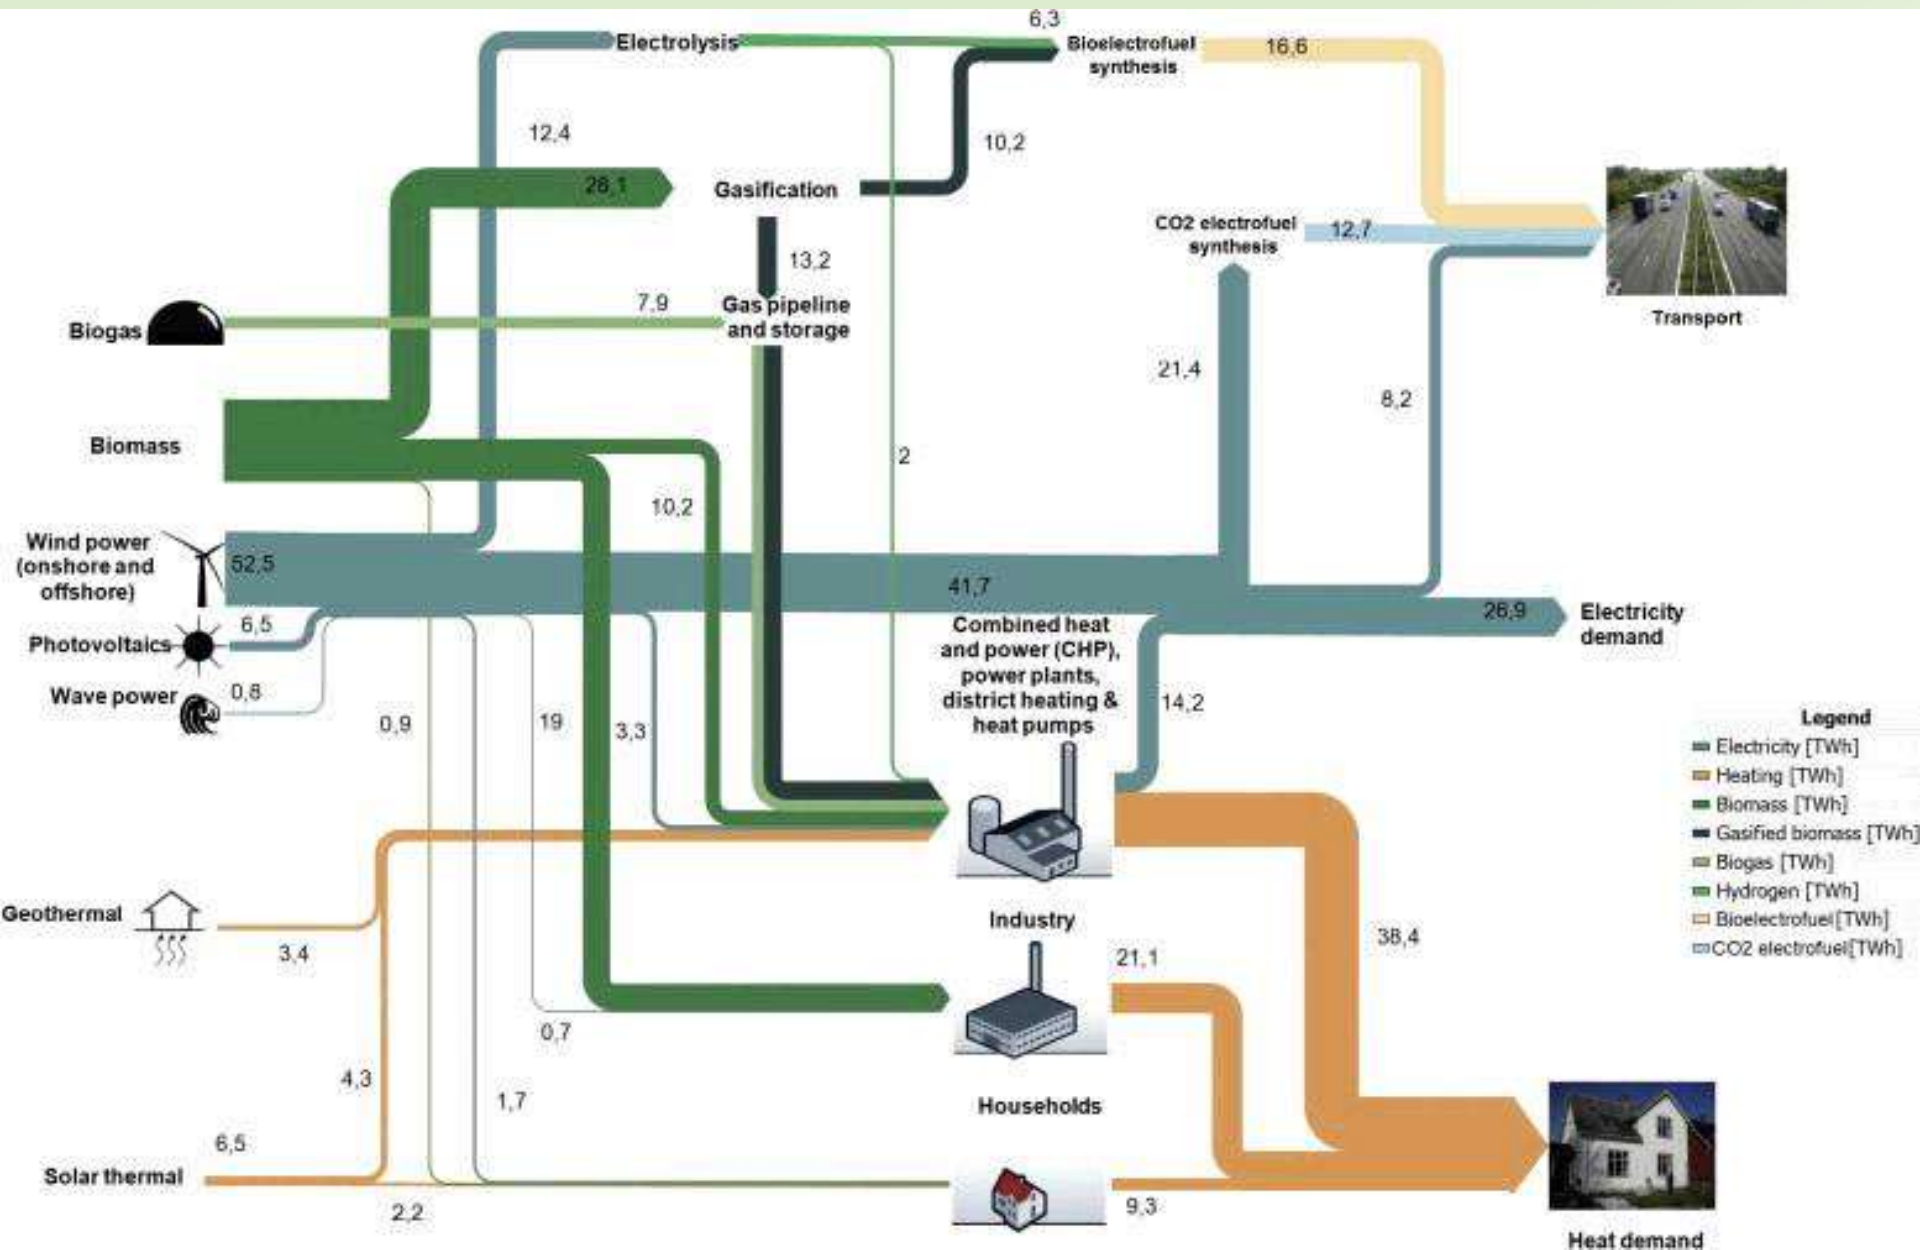 6,3
Electrolysis
Bioelectrofuel
synthesis
16,6
12,4
10,2
28,1
Gasification
CO2 electrofuel
synthesis
12,7
13,2
7,9
Gas pipeline
and storage
Biogas
Transport
21,4
8,2
Biomass
2
10,2
Wind power
(onshore and
offshore)
52,5
41,7
26,9
Electricity
demand
Photovoltaics
6,5
Combined heat
and power (CHP),
power plants,
district heating &
heat pumps
Wave power
0,8
0,9
19
3,3
14,2
Legend
Electricity [TWh]
Heating [TWh]
Biomass [TWh]
Gasified biomass [TWh]
Biogas [TWh]
Hydrogen [TWh]
Bioelectrofuel[TWh]
CO2 electrofuel[TWh]
Geothermal
3,4
Industry
21,1
38,4
0,7
4,3
1,7
Households
6,5
Solar thermal
2,2
9,3
Heat demand